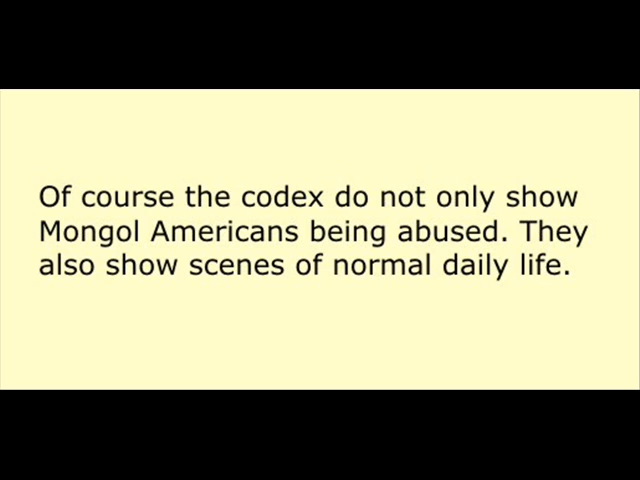 Of course the codex do not only show
Mongol Americans being abused. They
also show scenes of normal daily life.